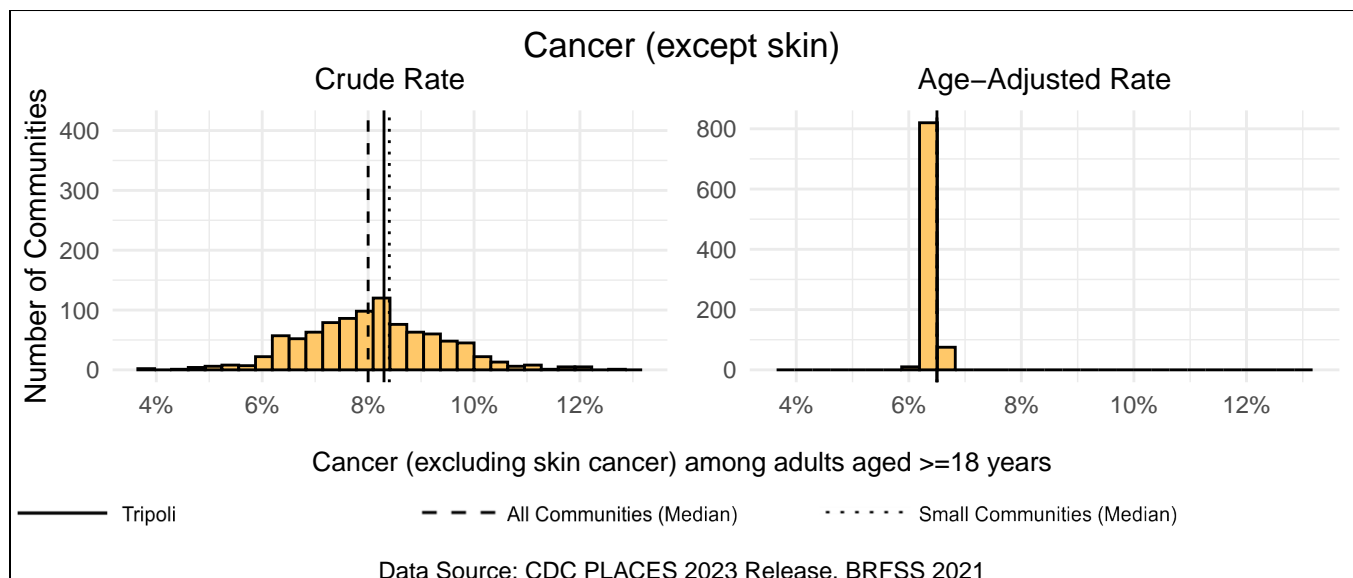 Cancer (except skin)
Crude Rate
Age−Adjusted Rate
Number of Communities
400
300
200
100
0
4%
6%
8%
10%
12%
800
600
400
200
0
4%
6%
8%
10%
12%
Cancer (excluding skin cancer) among adults aged >=18 years
Tripoli
All Communities (Median)
Small Communities (Median)
Data Source: CDC PLACES 2023 Release, BRFSS 2021